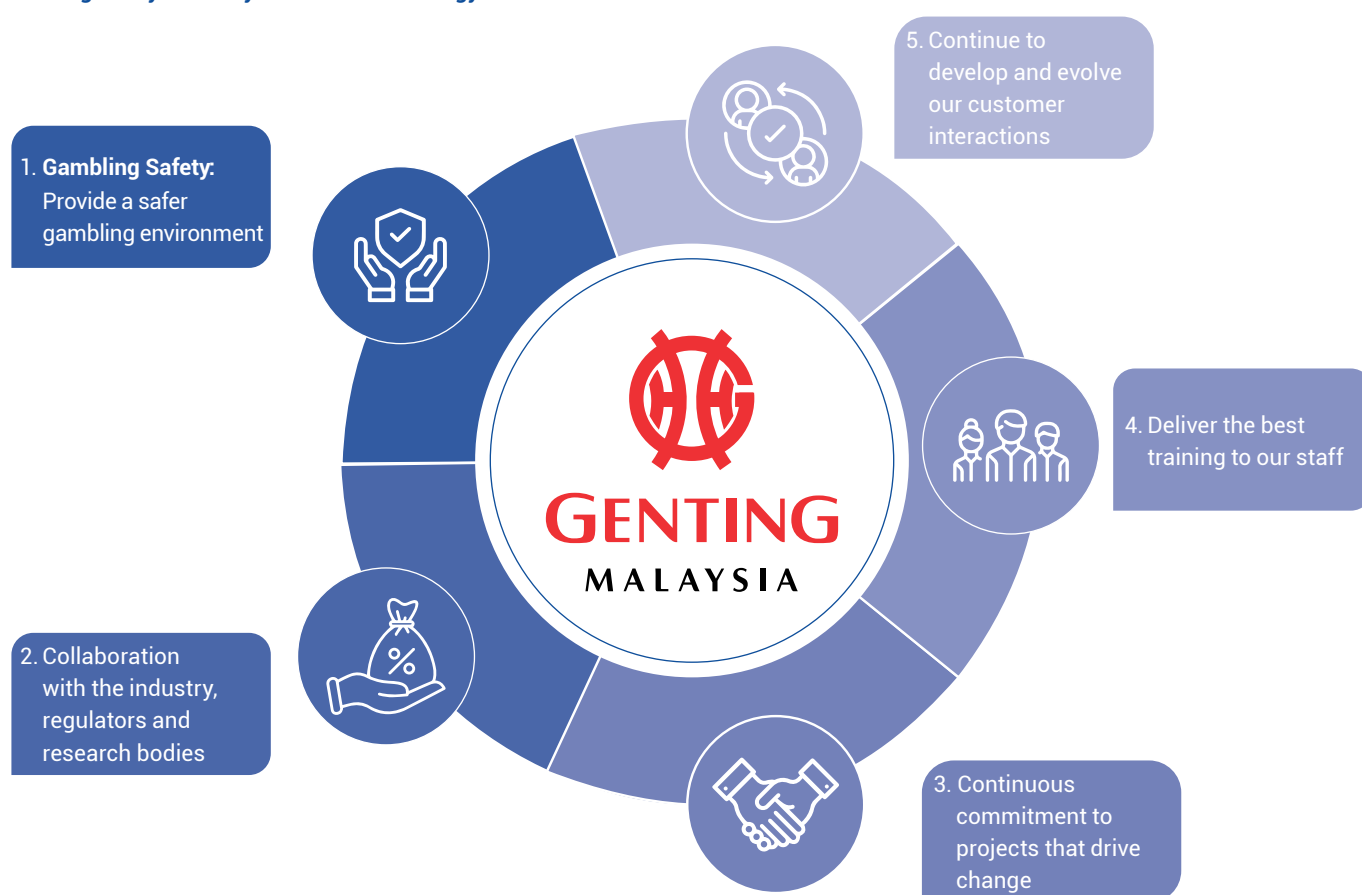 1. Gambling Safety:
Provide a safer
gambling environment
2. Collaboration
with the industry,
regulators and
research bodies
3. Continuous
commitment to
projects that drive
change
4. Deliver the best
training to our staff
5. Continue to
develop and evolve
our customer
interactions
GENTING
MALAYSIA
%